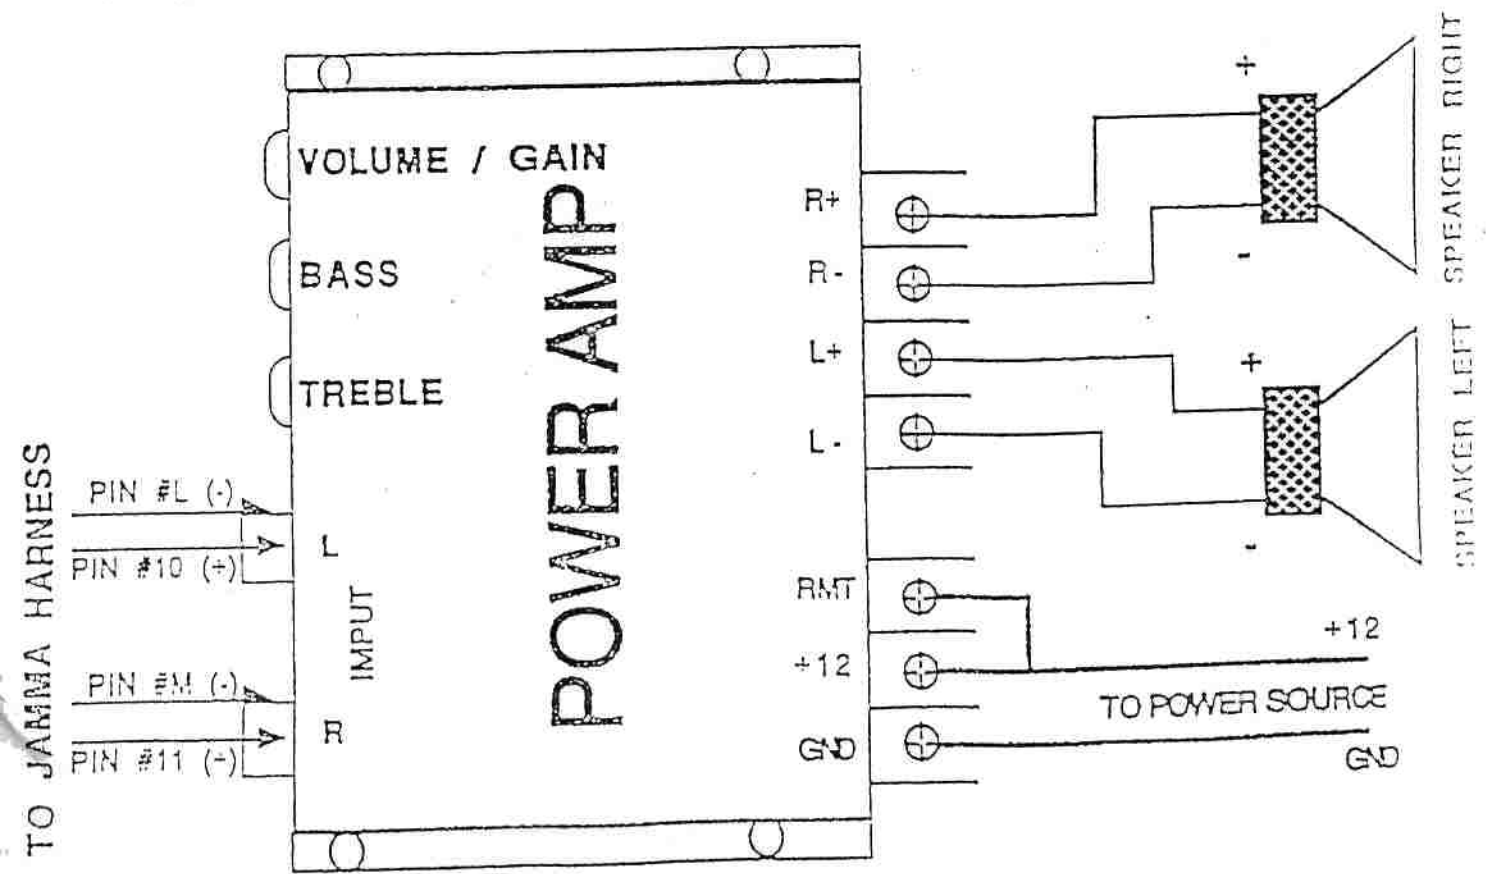 VOLUME / GAIN
BASS
TREBLE
POWER AMP
TO JAMMA HARNESS
PIN #L (-)
PIN #10 (+)
PIN #M (-)
PIN #11 (+)
L
IMPUT
R
R+
R-
L+
L-
RMT
+12
GND
+
-
SPEAKER RIGHT
+
-
SPEAKER LEFT
+12
TO POWER SOURCE
GND